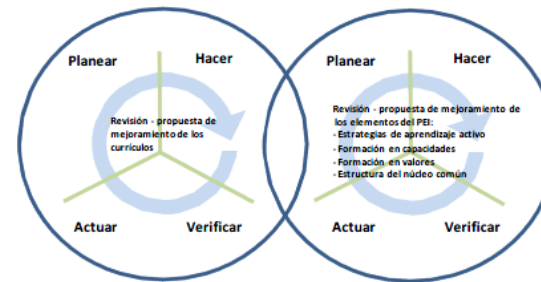 Planear
Hacer
Revisión - propuesta de
mejoramiento de los
currículos
Actuar
Verificar
Planear
Hacer
Revisión - propuesta de mejoramiento de
los elementos del PEI:
- Estrategias de aprendizaje activo
- Formación en capacidades
- Formación en valores
- Estructura del núcleo común
Actuar
Verificar